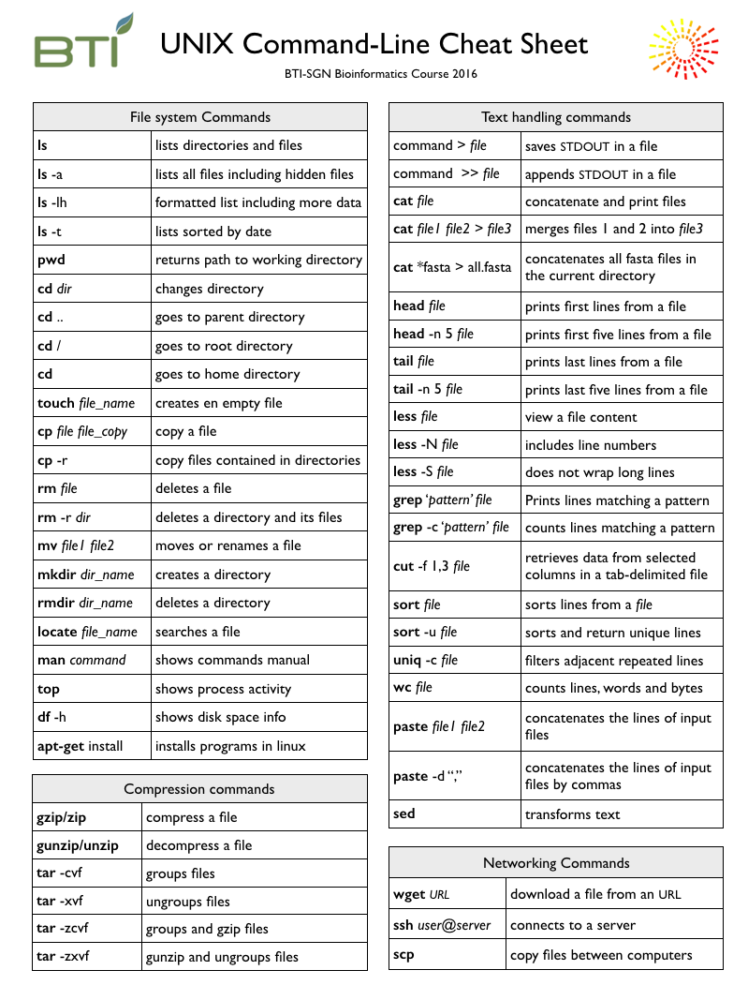 BTI
UNIX Command-Line Cheat Sheet
BTI-SGN Bioinformatics Course 2016
File system Commands
ls lists directories and files
ls -a lists all files including hidden files
ls -lh formatted list including more data
ls -t lists sorted by date
pwd returns path to working directory
cd dir changes directory
cd .. goes to parent directory
cd / goes to root directory
cd goes to home directory
touch file_name creates en empty file
cp file file_copy copy a file
cp -r copy files contained in directories
rm file deletes a file
rm -r dir deletes a directory and its files
mv file1 file2 moves or renames a file
mkdir dir_name creates a directory
rmdir dir_name deletes a directory
locate file_name searches a file
man command shows commands manual
top shows process activity
df -h shows disk space info
apt-get install installs programs in linux
Compression commands
gzip/zip compress a file
gunzip/unzip decompress a file
tar -cvf groups files
tar -xvf ungroups files
tar -zcvf groups and gzip files
tar -zxvf gunzip and ungroups files
Text handling commands
command > file saves STDOUT in a file
command >> file appends STDOUT in a file
cat file concatenate and print files
cat file1 file2 > file3 merges files 1 and 2 into file3
cat *fasta > all.fasta concatenates all fasta files in
the current directory
head file prints first lines from a file
head -n 5 file prints first five lines from a file
tail file prints last lines from a file
tail -n 5 file prints last five lines from a file
less file view a file content
less -N file includes line numbers
less -S file does not wrap long lines
grep ‘pattern’ file Prints lines matching a pattern
grep -c ‘pattern’ file counts lines matching a pattern
cut -f 1,3 file retrieves data from selected
columns in a tab-delimited file
sort file sorts lines from a file
sort -u file sorts and return unique lines
uniq -c file filters adjacent repeated lines
wc file counts lines, words and bytes
paste file1 file2 concatenates the lines of input
files
paste -d “,” concatenates the lines of input
files by commas
sed transforms text
Networking Commands
wget URL download a file from an URL
ssh user@server connects to a server
scp copy files between computers